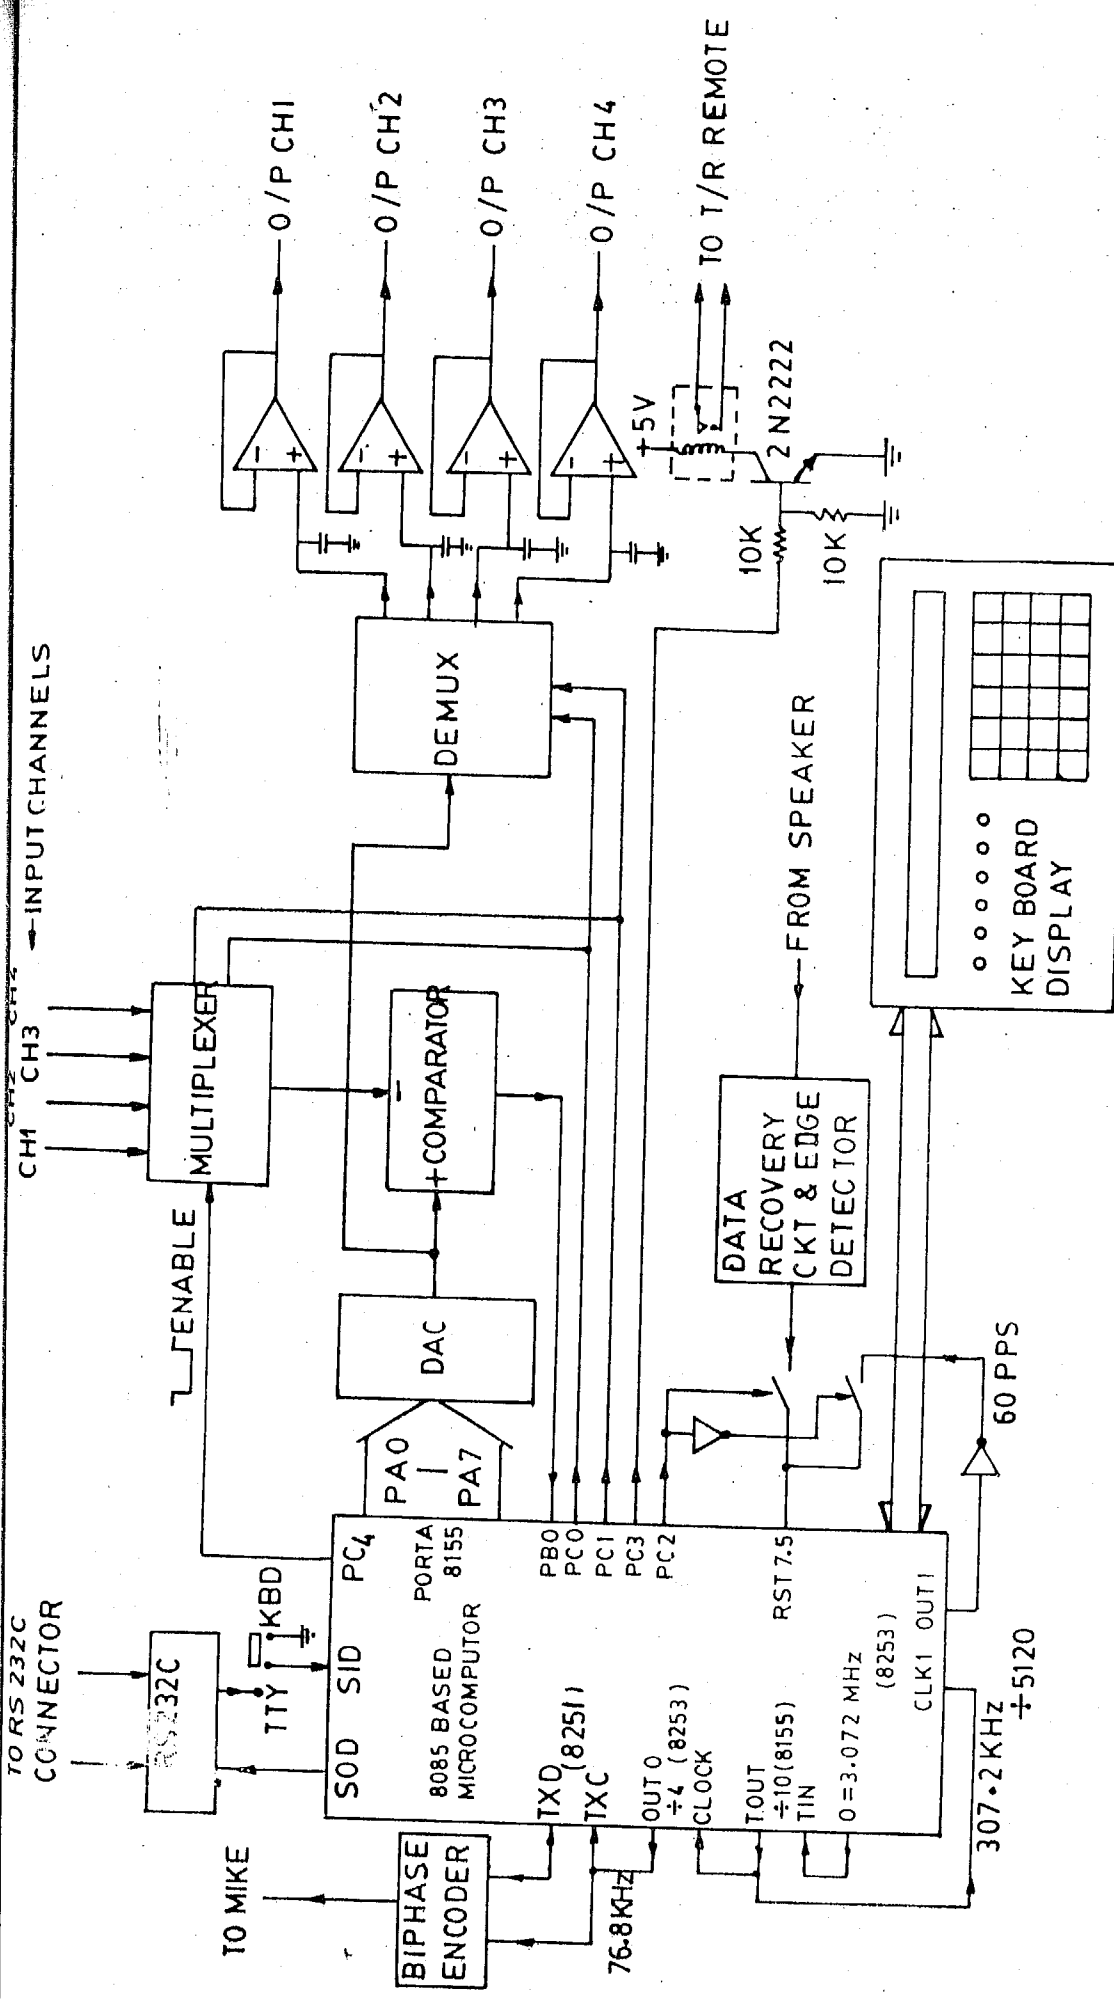 TO RS 232C
CONNECTOR
RS232C
TO MIKE
BIPHASE
ENCODER
TTY
KBD
SOD
SID
PC4
8085 BASED
MICROCOMPUTOR
PORTA
8155
PA0
PA7
DAC
ENABLE
CH1
CH2
CH3
←INPUT CHANNELS
MULTIPLEXER
-
+COMPARATOR
DEMUX
-
+
O/P CH1
-
+
O/P CH2
-
+
O/P CH3
-
+
O/P CH4
+5V
TO T/R REMOTE
2N2222
10K
10K
PB0
PC0
PC1
PC3
PC2
RST 7.5
TXD
(8251)
TXC
OUT 0
÷4 (8253)
CLOCK
T.OUT
÷10(8155)
TIN
0=3.072 MHz
(8253)
CLK1 OUT1
76.8KHz
307.2KHz
÷5120
60 PPS
DATA
RECOVERY
CKT & EDGE
DETECTOR
FROM SPEAKER
KEY BOARD
DISPLAY